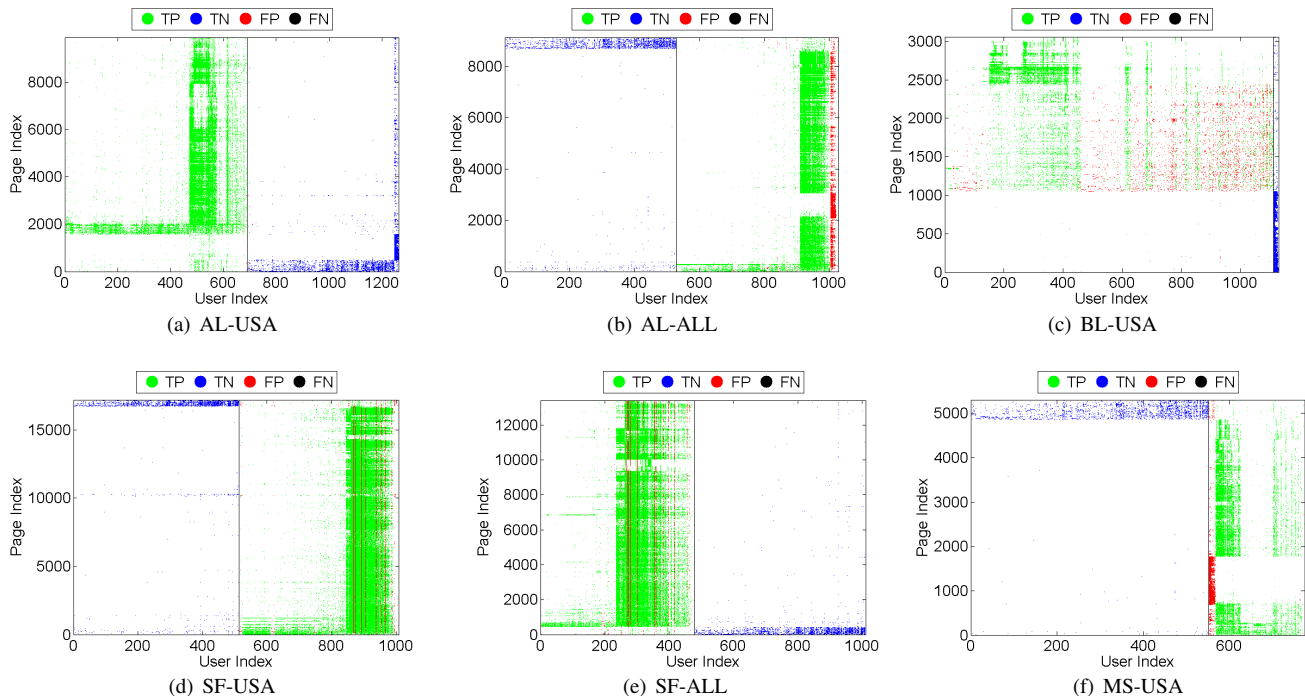 TP TN FP FN
8000
6000
4000
2000
0
0 200 400 600 800 1000 1200
Page Index
User Index
(a) AL-USA
TP TN FP FN
8000
6000
4000
2000
0
0 200 400 600 800 1000
Page Index
User Index
(b) AL-ALL
TP TN FP FN
3000
2500
2000
1500
1000
500
0
0 200 400 600 800 1000
Page Index
User Index
(c) BL-USA
TP TN FP FN
15000
10000
5000
0
0 200 400 600 800 1000
Page Index
User Index
(d) SF-USA
TP TN FP FN
12000
10000
8000
6000
4000
2000
0
0 200 400 600 800 1000
Page Index
User Index
(e) SF-ALL
TP TN FP FN
5000
4000
3000
2000
1000
0
0 200 400 600
Page Index
User Index
(f) MS-USA